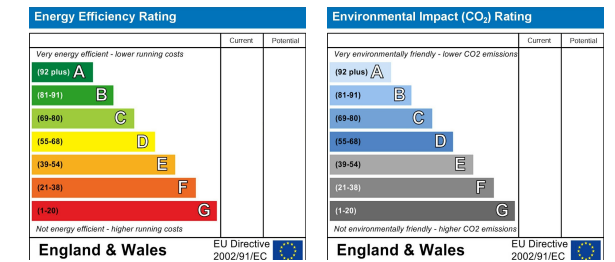 Energy Efficiency Rating
Current Potential
Very energy efficient - lower running costs
(92 plus) A
(81-91) B
(69-80) C
(55-68) D
(39-54) E
(21-38) F
(1-20) G
Not energy efficient - higher running costs
England & Wales
EU Directive
2002/91/EC
Environmental Impact (CO₂) Rating
Current Potential
Very environmentally friendly - lower CO2 emissions
(92 plus) A
(81-91) B
(69-80) C
(55-68) D
(39-54) E
(21-38) F
(1-20) G
Not environmentally friendly - higher CO2 emissions
England & Wales
EU Directive
2002/91/EC